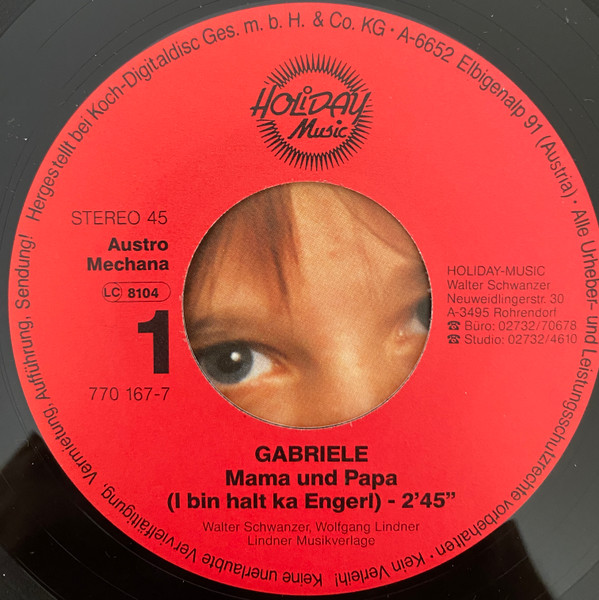 Hergestellt bei Koch-Digitaldisc Ges. m. b. H. & Co. KG · A-6652 Elbigenalp 91 (Austria) · Alle Urheber- und Leistungsschutzrechte vorbehalten · Kein Verleih! · Keine unerlaubte Vervielfältigung, Vermietung, Aufführung, Sendung!
HOLiDAY
Music
STEREO 45
Austro
Mechana
LC 8104
1
770 167-7
HOLIDAY-MUSIC
Walter Schwanzer
Neuweidlingerstr. 30
A-3495 Rohrendorf
☎ Büro: 02732/70678
☎ Studio: 02732/4610
GABRIELE
Mama und Papa
(I bin halt ka Engerl) - 2'45"
Walter Schwanzer, Wolfgang Lindner
Lindner Musikverlage